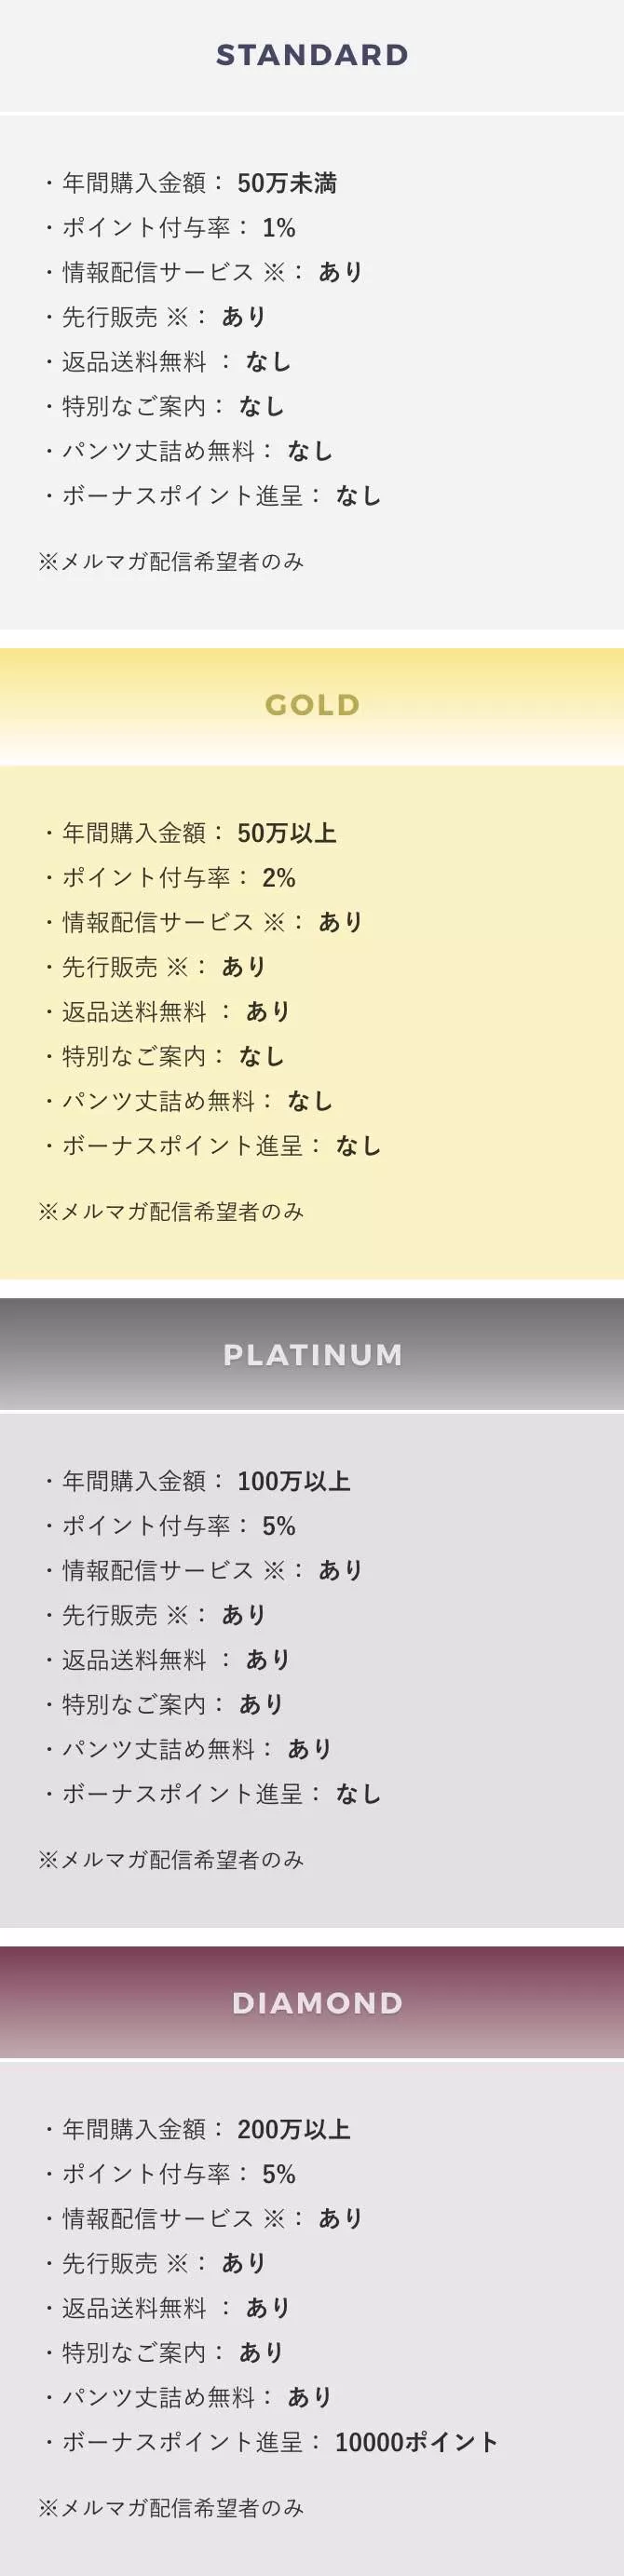 STANDARD
・年間購入金額： 50万未満
・ポイント付与率： 1%
・情報配信サービス ※： あり
・先行販売 ※： あり
・返品送料無料 ： なし
・特別なご案内： なし
・パンツ丈詰め無料： なし
・ボーナスポイント進呈： なし
※メルマガ配信希望者のみ
GOLD
・年間購入金額： 50万以上
・ポイント付与率： 2%
・情報配信サービス ※： あり
・先行販売 ※： あり
・返品送料無料 ： あり
・特別なご案内： なし
・パンツ丈詰め無料： なし
・ボーナスポイント進呈： なし
※メルマガ配信希望者のみ
PLATINUM
・年間購入金額： 100万以上
・ポイント付与率： 5%
・情報配信サービス ※： あり
・先行販売 ※： あり
・返品送料無料 ： あり
・特別なご案内： あり
・パンツ丈詰め無料： あり
・ボーナスポイント進呈： なし
※メルマガ配信希望者のみ
DIAMOND
・年間購入金額： 200万以上
・ポイント付与率： 5%
・情報配信サービス ※： あり
・先行販売 ※： あり
・返品送料無料 ： あり
・特別なご案内： あり
・パンツ丈詰め無料： あり
・ボーナスポイント進呈： 10000ポイント
※メルマガ配信希望者のみ